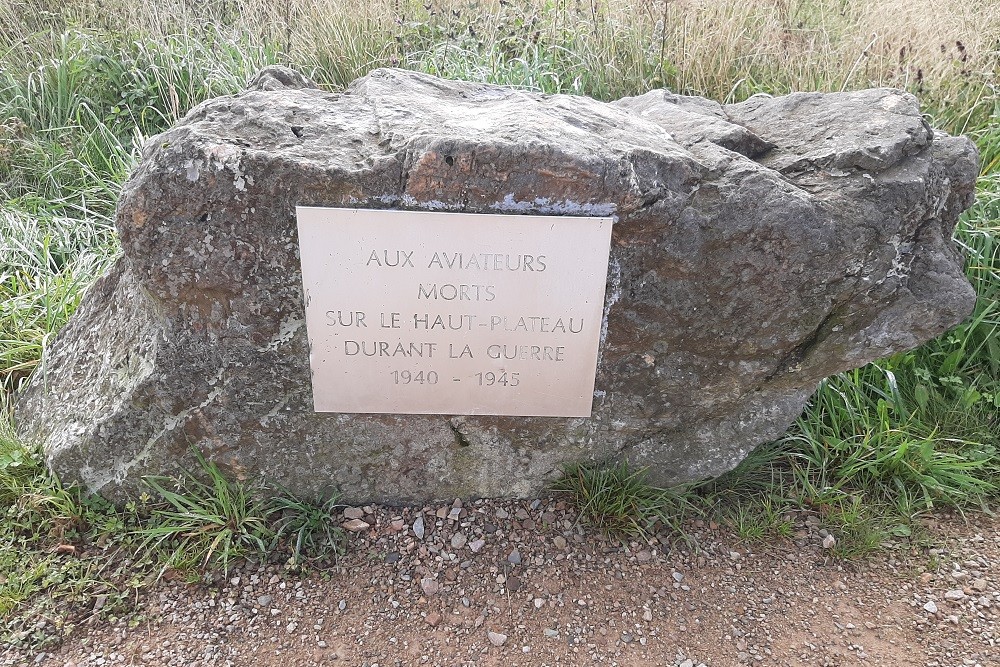 AUX AVIATEURS
MORTS
SUR LE HAUT-PLATEAU
DURANT LA GUERRE
1940 - 1945